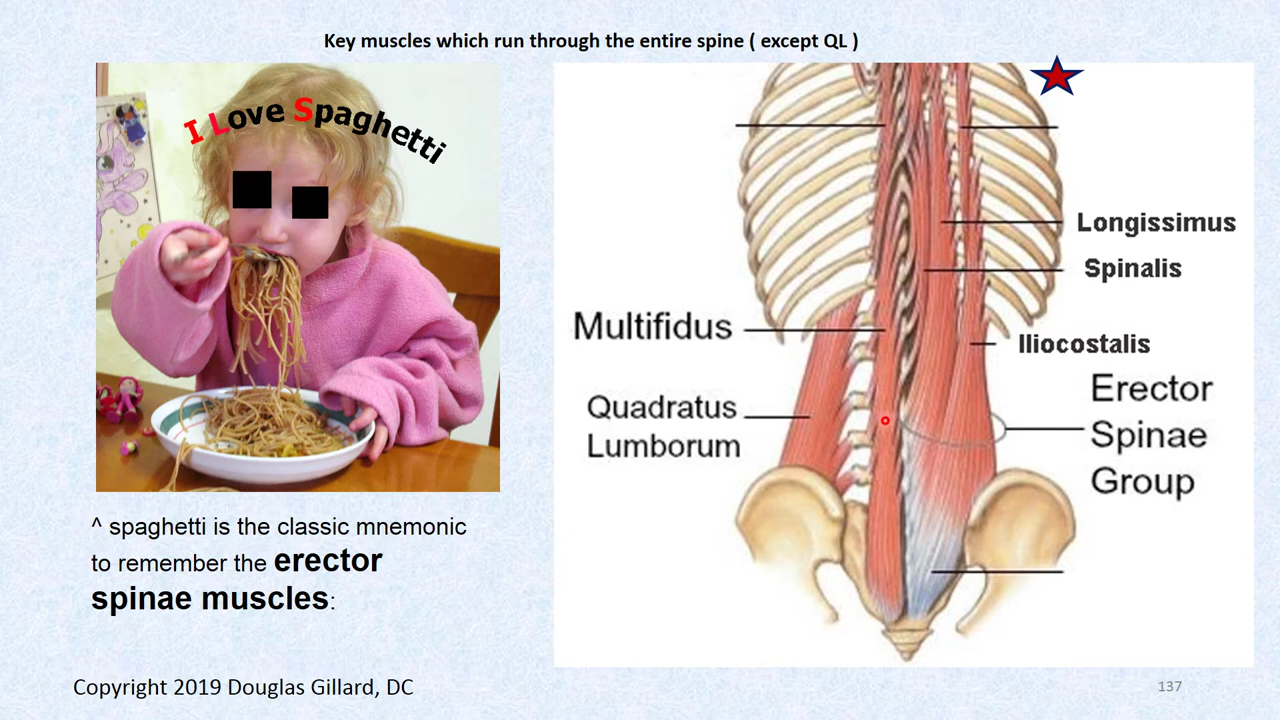 Key muscles which run through the entire spine ( except QL )
I Love Spaghetti
^ spaghetti is the classic mnemonic
to remember the erector
spinae muscles:
Longissimus
Spinalis
Multifidus
Iliocostalis
Quadratus
Lumborum
Erector
Spinae
Group
Copyright 2019 Douglas Gillard, DC
137